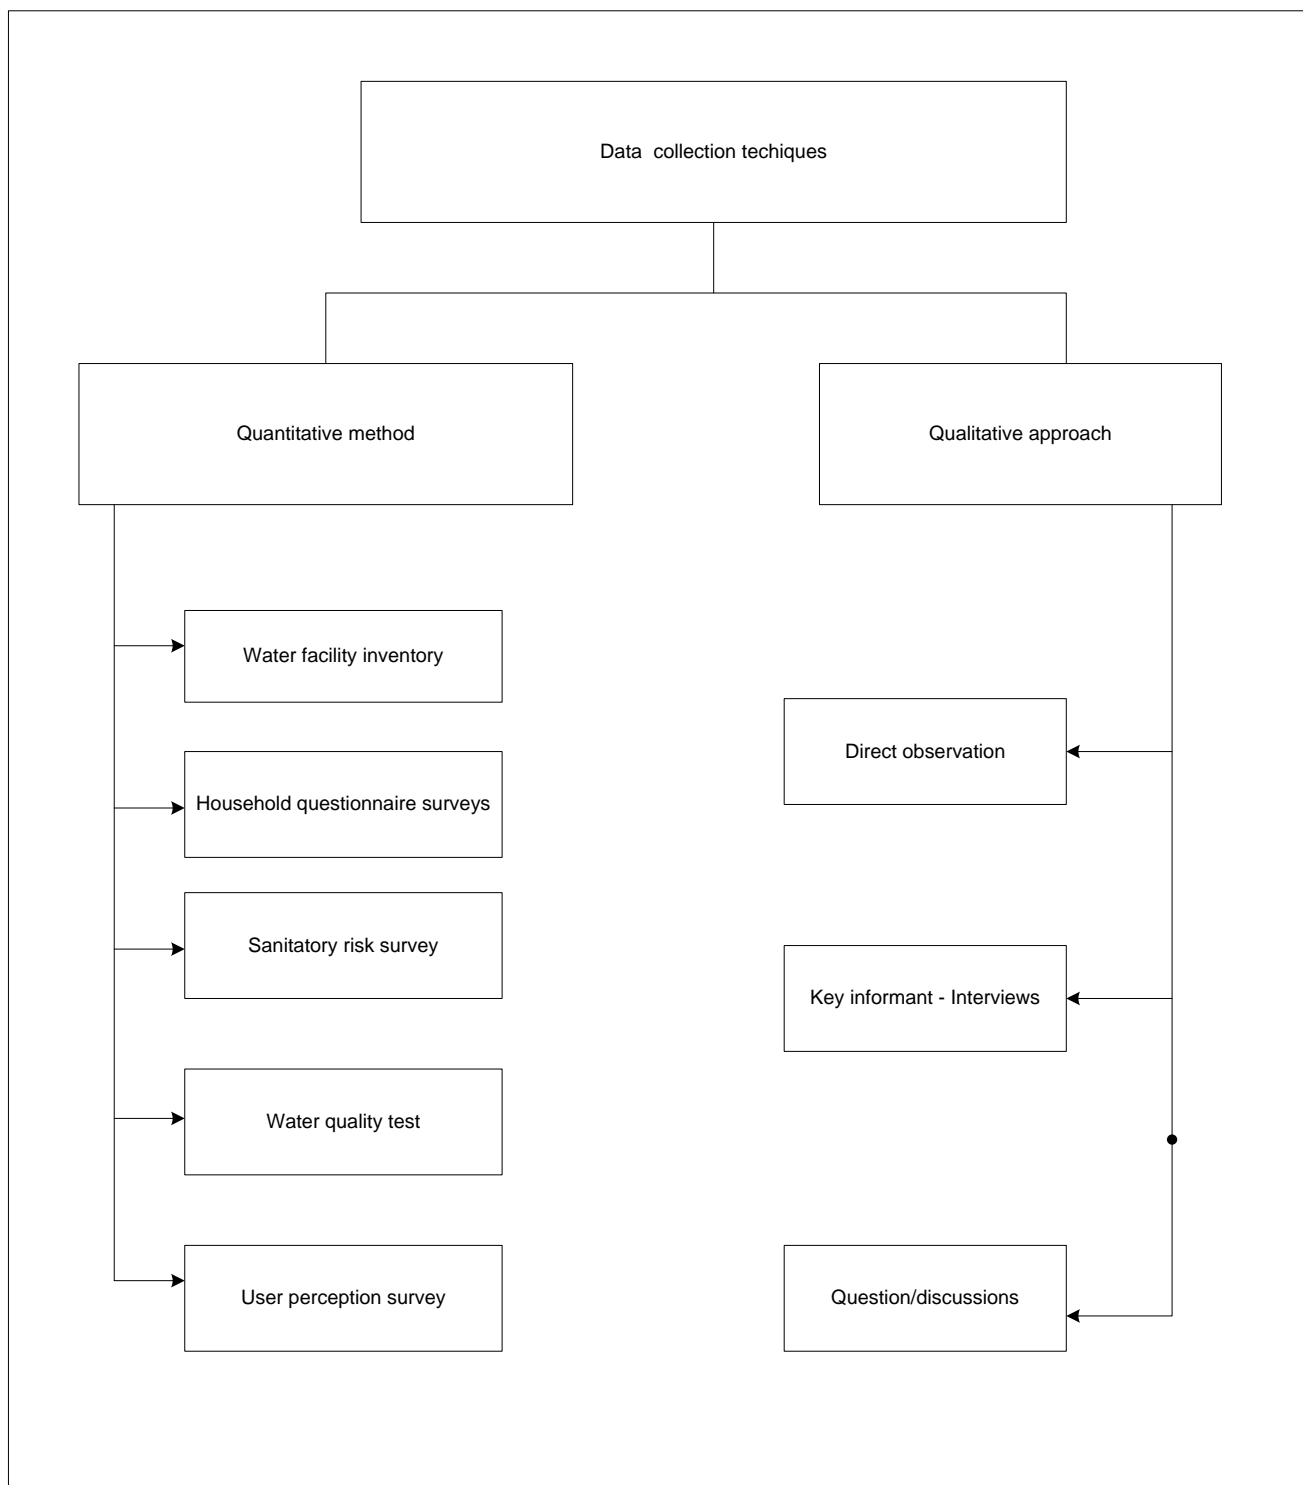 Data  collection techiques
Quantitative method
Qualitative approach
Water facility inventory
Household questionnaire surveys
Sanitatory risk survey
Water quality test
User perception survey
Direct observation
Key informant - Interviews
Question/discussions